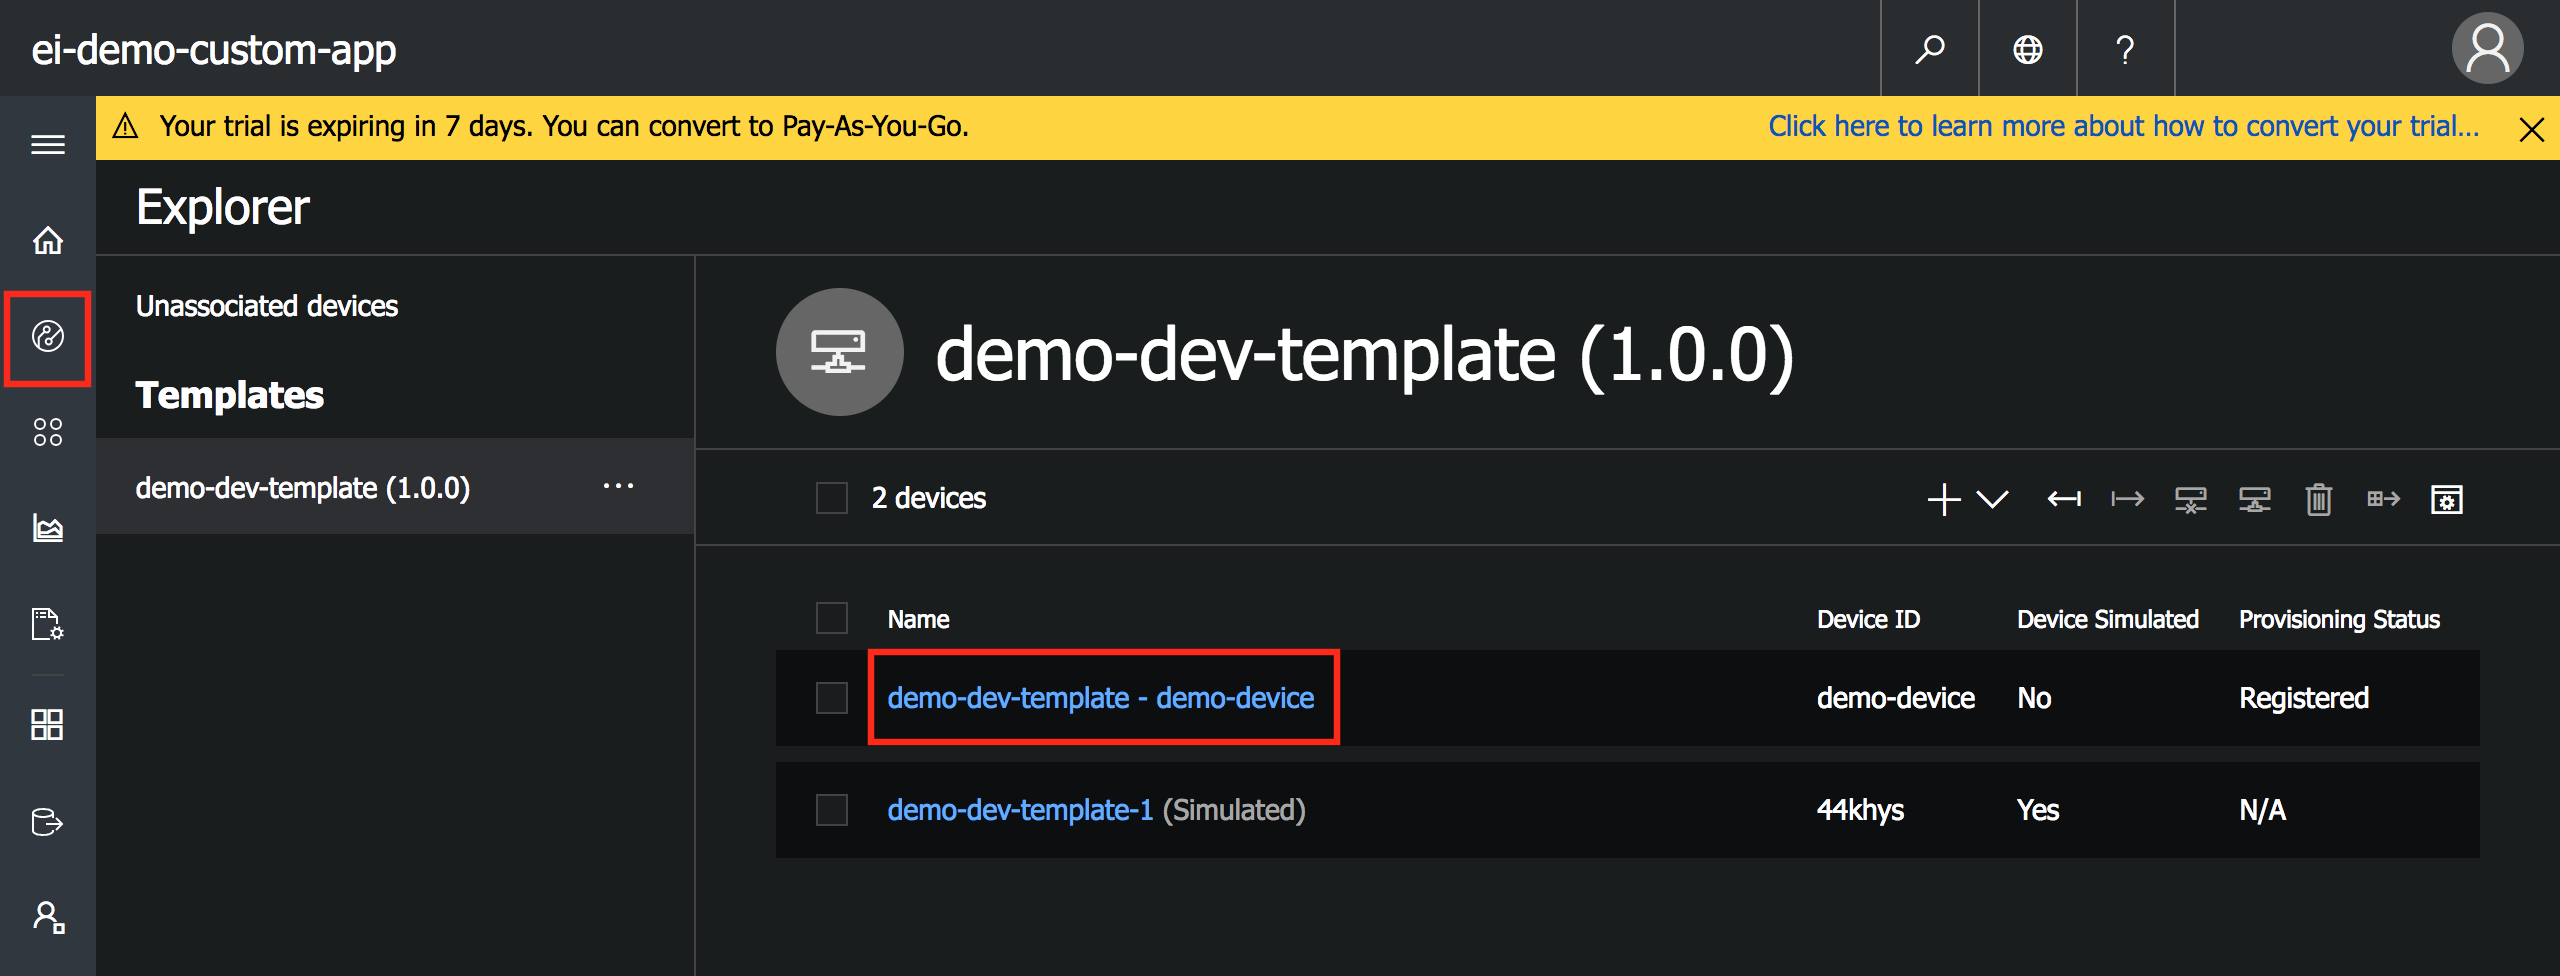 ei-demo-custom-app
?
Your trial is expiring in 7 days. You can convert to Pay-As-You-Go.
Click here to learn more about how to convert your trial...
Explorer
Unassociated devices
Templates
demo-dev-template (1.0.0)
...
demo-dev-template (1.0.0)
2 devices
Name Device ID Device Simulated Provisioning Status
demo-dev-template - demo-device demo-device No Registered
demo-dev-template-1 (Simulated) 44khys Yes N/A